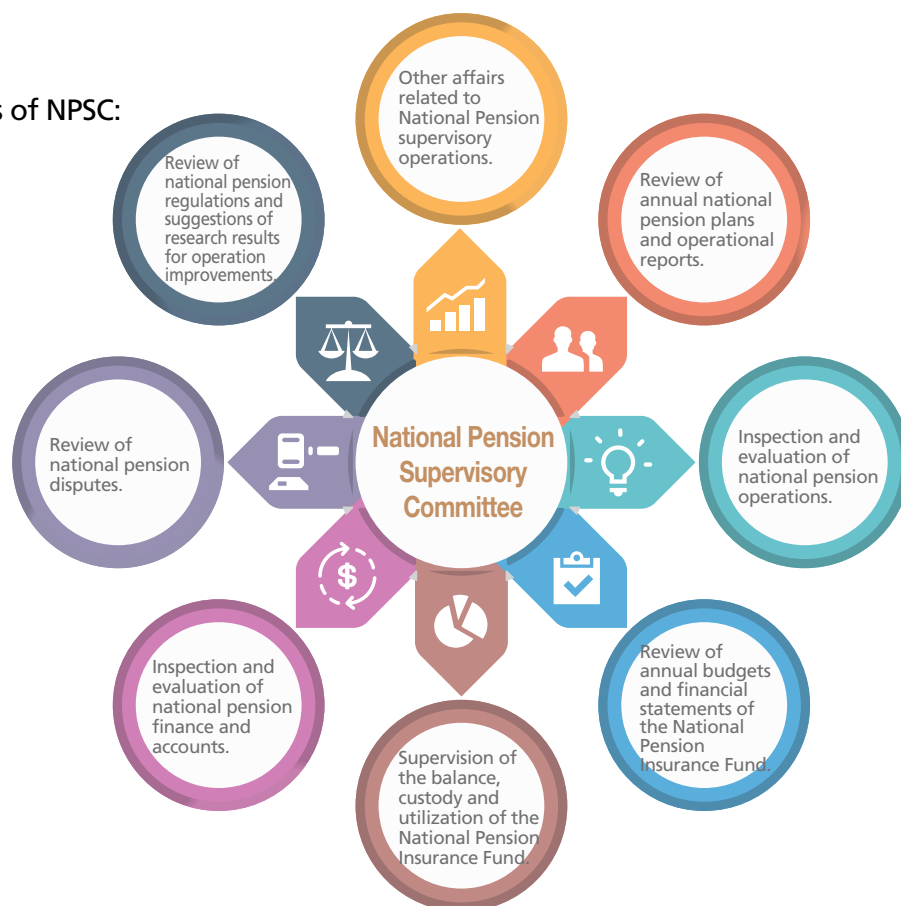 s of NPSC:
Other affairs
related to
National Pension
supervisory
operations.
Review of
annual national
pension plans
and operational
reports.
Inspection and
evaluation of
national pension
operations.
Review of
annual budgets
and financial
statements of
the National
Pension
Insurance Fund.
Supervision of
the balance,
custody and
utilization of the
National Pension
Insurance Fund.
Inspection and
evaluation of
national pension
finance and
accounts.
Review of
national pension
disputes.
Review of
national pension
regulations and
suggestions of
research results
for operation
improvements.
National Pension
Supervisory
Committee
$